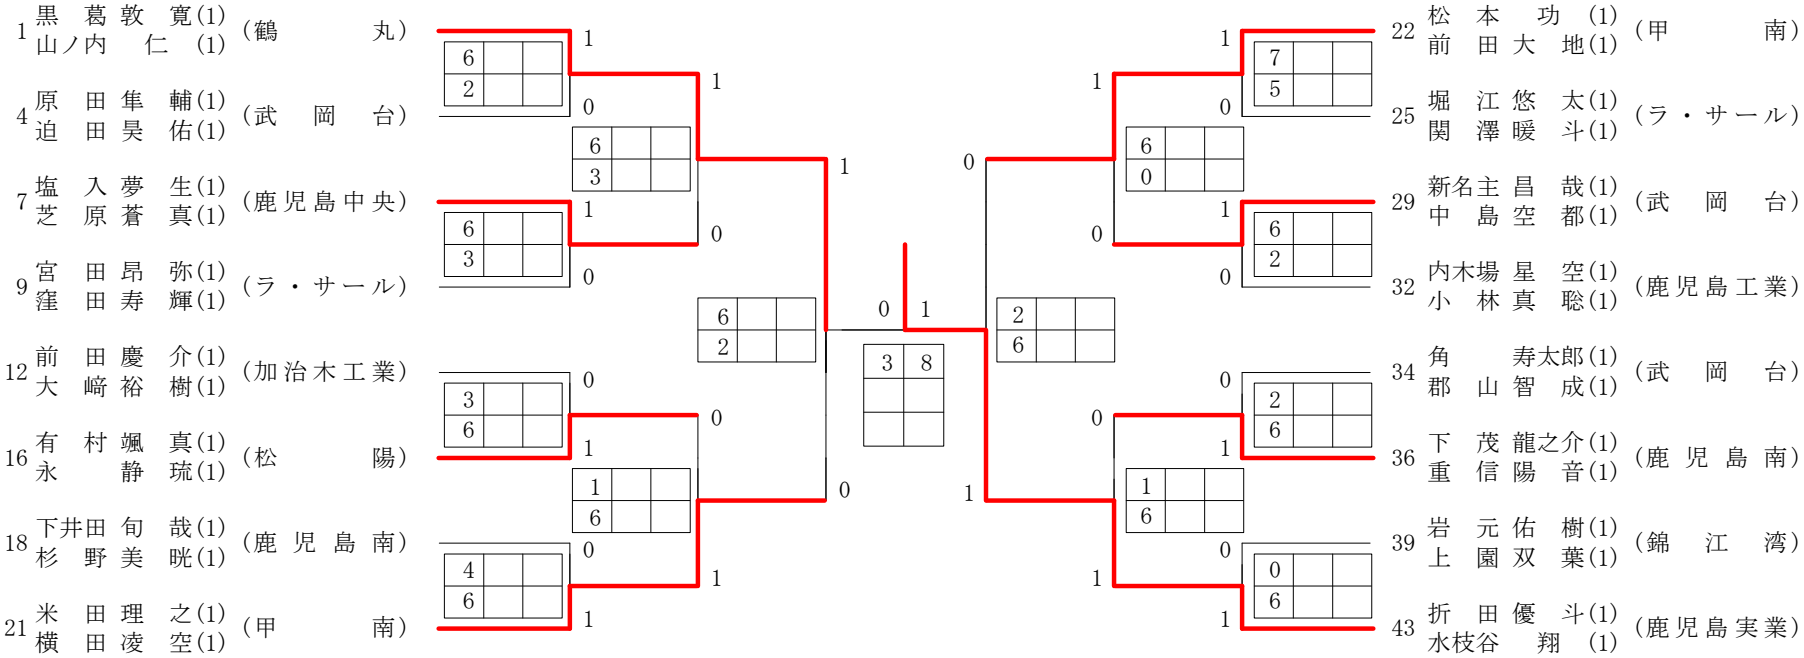 1 黒 葛 敦 寛(1) (鶴 丸)
山ノ内 仁 (1)
4 原 田 隼 輔(1) (武 岡 台)
迫 田 昊 佑(1)
7 塩 入 夢 生(1) (鹿児島中央)
芝 原 蒼 真(1)
9 宮 田 昂 弥(1) (ラ・サール)
窪 田 寿 輝(1)
12 前 田 慶 介(1) (加治木工業)
大 﨑 裕 樹(1)
16 有 村 颯 真(1) (松 陽)
永 静 琉(1)
18 下井田 旬 哉(1) (鹿 児 島 南)
杉 野 美 晄(1)
21 米 田 理 之(1) (甲 南)
横 田 凌 空(1)
1
6
2
0
1
6
3
0
0
3
6
1
0
4
6
1
1
6
3
0
0
1
6
1
1
6
2
0
0 1
3 8
0
2
6
1
1
6
0
0
0
1
6
1
1
7
5
0
1
6
2
0
0
2
6
1
0
0
6
1
22 松 本 功 (1) (甲 南)
前 田 大 地(1)
25 堀 江 悠 太(1) (ラ・サール)
関 澤 暖 斗(1)
29 新名主 昌 哉(1) (武 岡 台)
中 島 空 都(1)
32 内木場 星 空(1) (鹿児島工業)
小 林 真 聡(1)
34 角 寿太郎(1) (武 岡 台)
郡 山 智 成(1)
36 下 茂 龍之介(1) (鹿 児 島 南)
重 信 陽 音(1)
39 岩 元 佑 樹(1) (錦 江 湾)
上 園 双 葉(1)
43 折 田 優 斗(1) (鹿児島実業)
水枝谷 翔 (1)